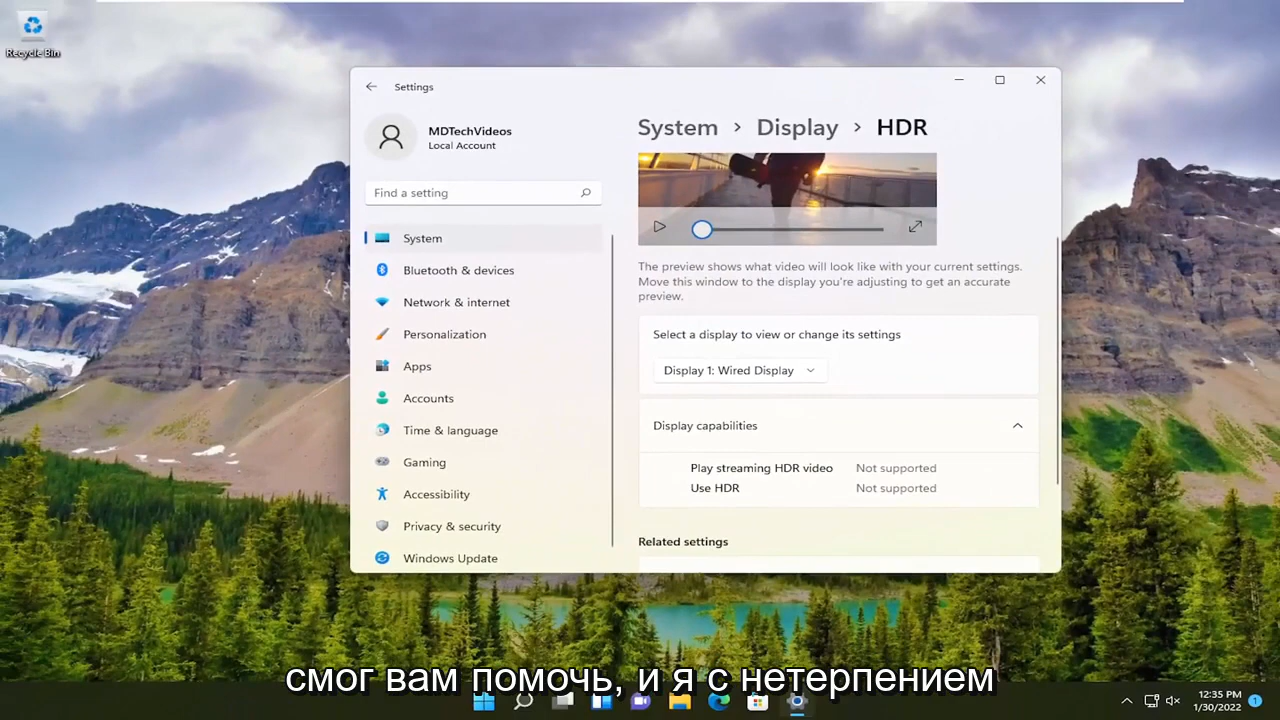 Recycle Bin
Settings
MDTechVideos
Local Account
Find a setting
System
Bluetooth & devices
Network & internet
Personalization
Apps
Accounts
Time & language
Gaming
Accessibility
Privacy & security
Windows Update
System > Display > HDR
The preview shows what video will look like with your current settings.
Move this window to the display you're adjusting to get an accurate
preview.
Select a display to view or change its settings
Display 1: Wired Display
Display capabilities
Play streaming HDR video Not supported
Use HDR Not supported
Related settings
смог вам помочь, и я с нетерпением
12:35 PM
1/30/2022
1